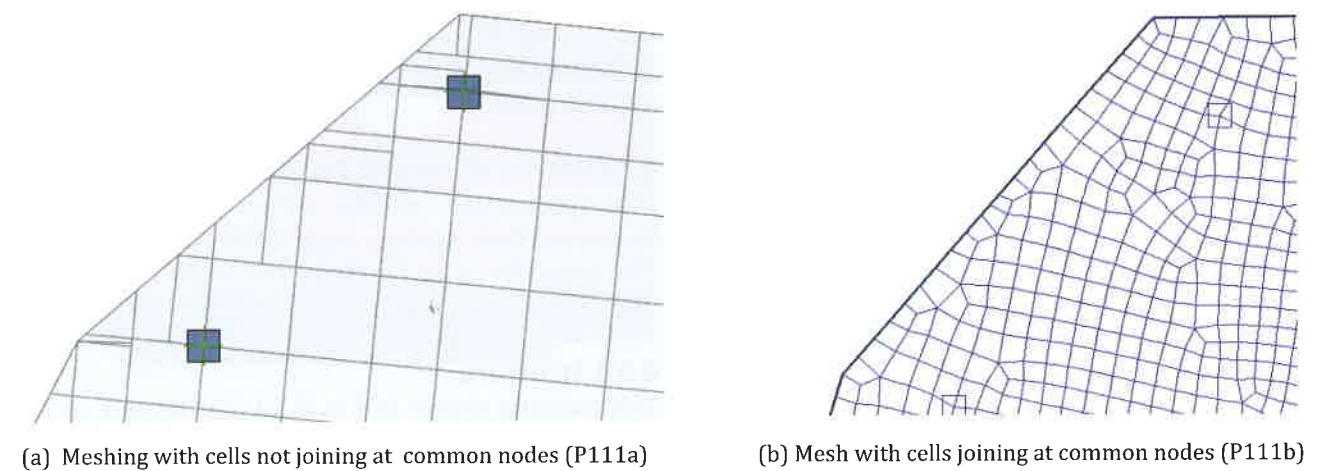 (a) Meshing with cells not joining at common nodes (P111a)
(b) Mesh with cells joining at common nodes (P111b)